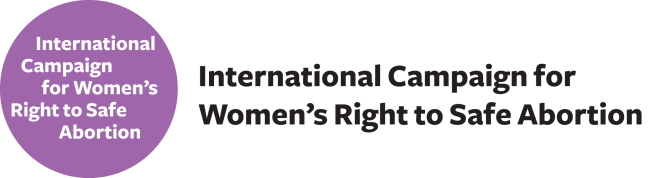 International
Campaign
for Women’s
Right to Safe
Abortion
International Campaign for
Women’s Right to Safe Abortion